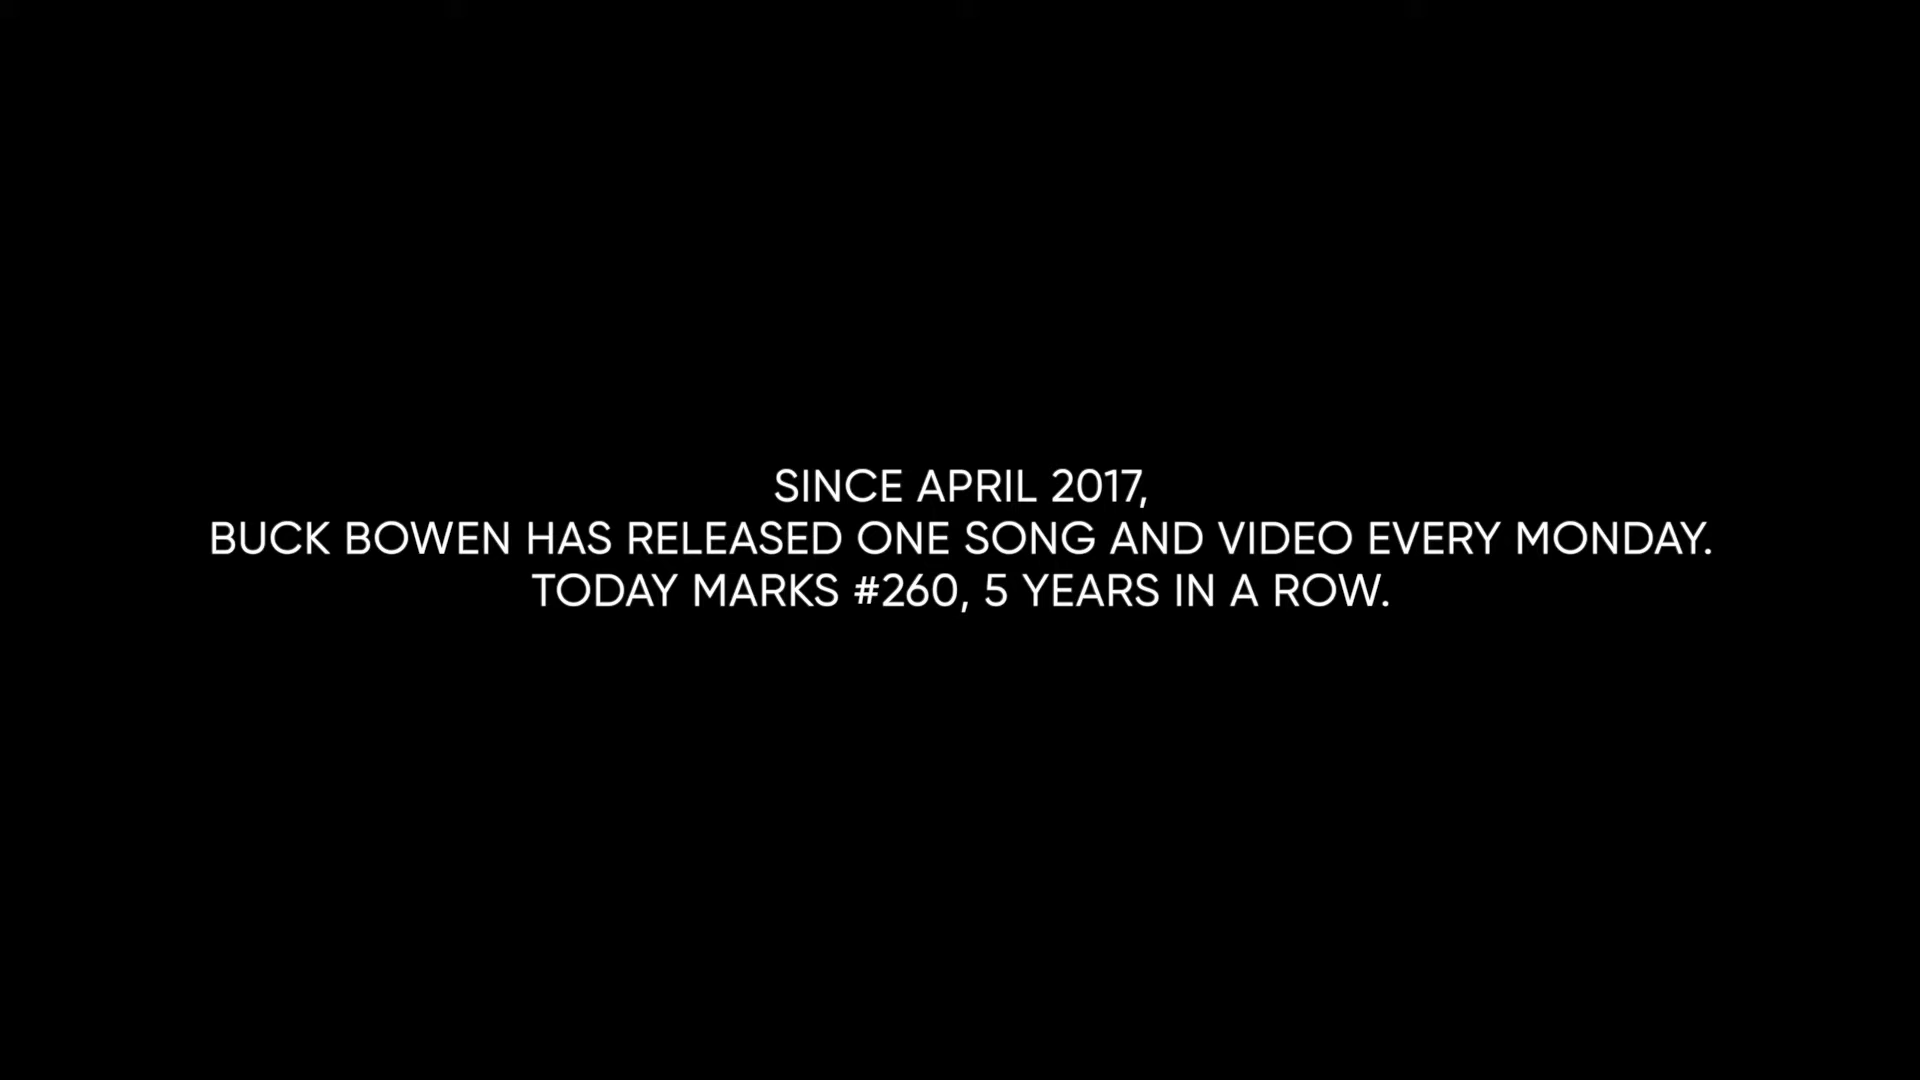 SINCE APRIL 2017,
BUCK BOWEN HAS RELEASED ONE SONG AND VIDEO EVERY MONDAY.
TODAY MARKS #260, 5 YEARS IN A ROW.